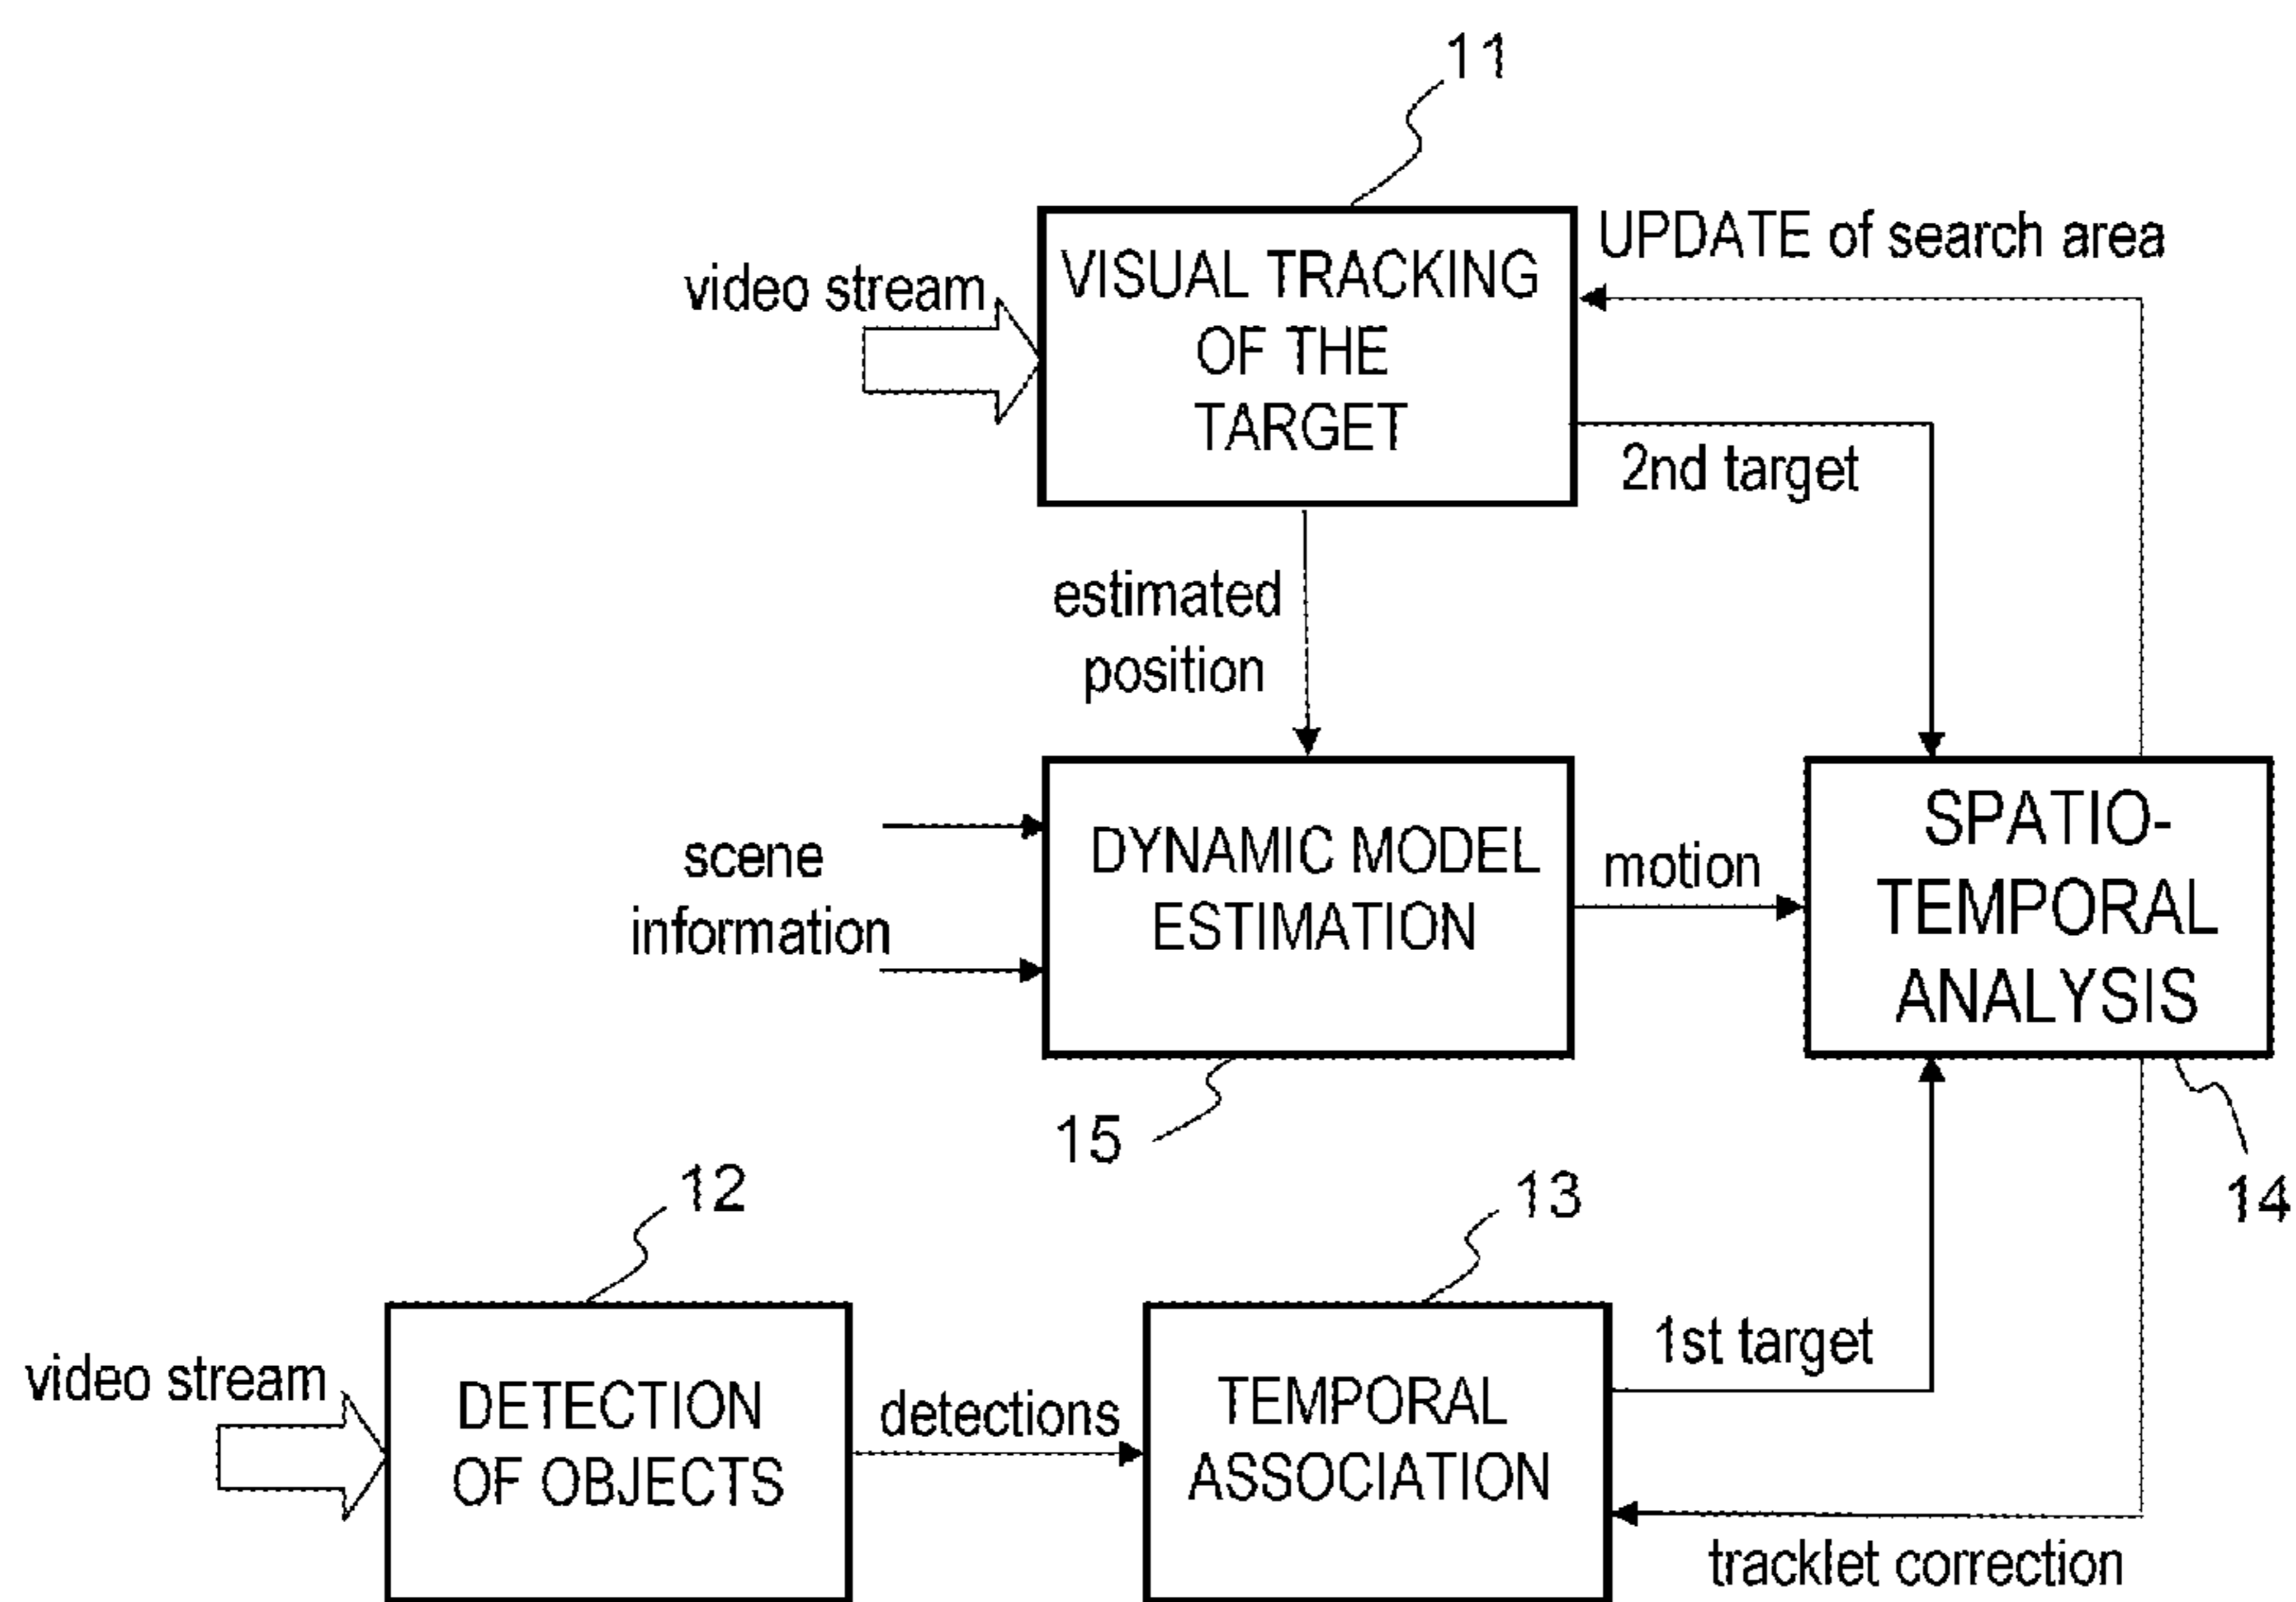 11
UPDATE of search area
video stream
VISUAL TRACKING
OF THE
TARGET
2nd target
estimated
position
scene
information
DYNAMIC MODEL
ESTIMATION
motion
SPATIO-
TEMPORAL
ANALYSIS
15
14
12
13
video stream
DETECTION
OF OBJECTS
detections
TEMPORAL
ASSOCIATION
1st target
tracklet correction